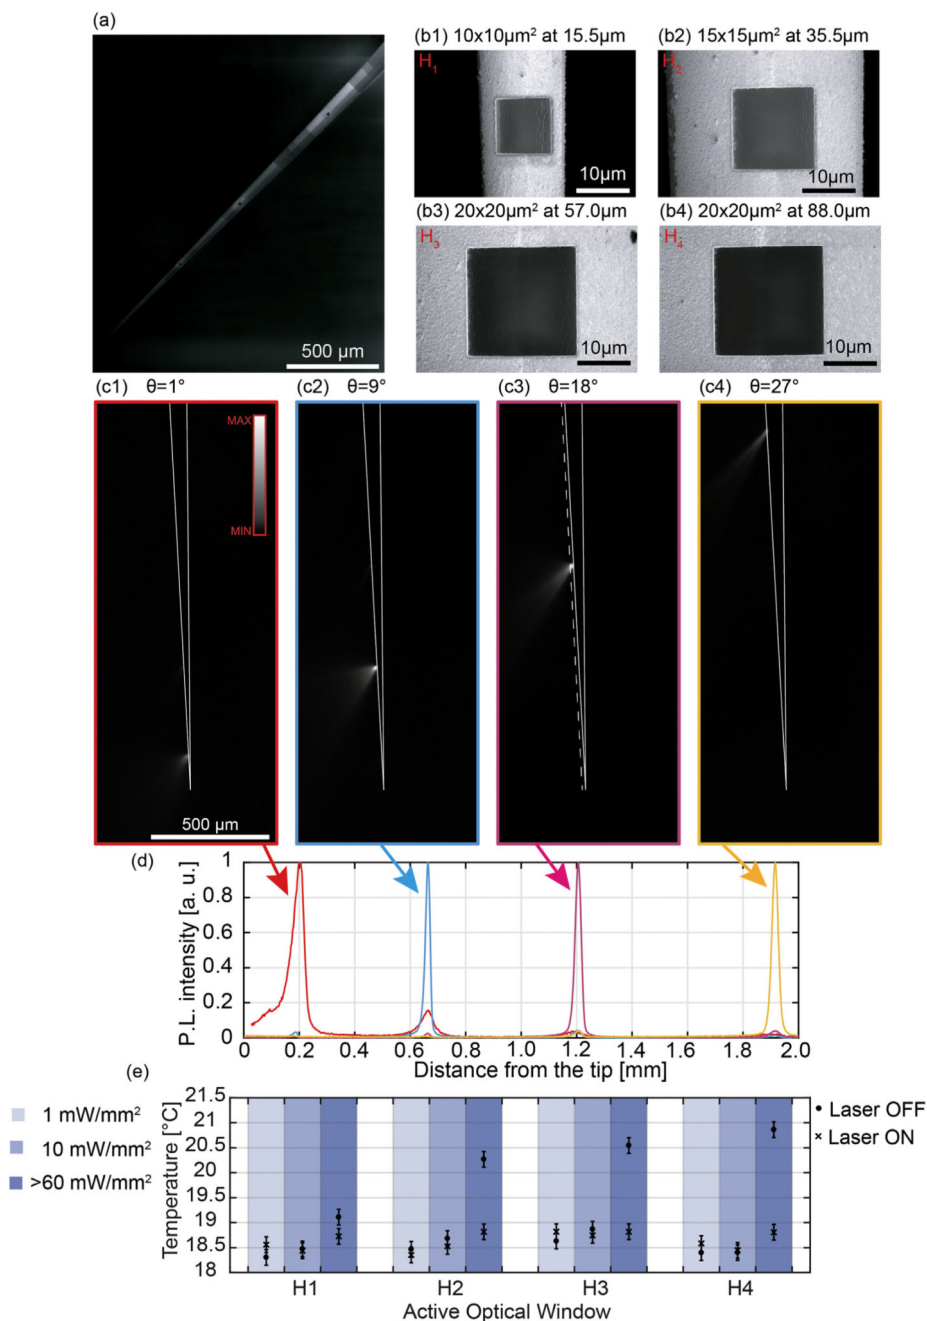 (a)
500 µm
(b1) 10x10µm² at 15.5µm
H₁
10µm
(b2) 15x15µm² at 35.5µm
H₂
10µm
(b3) 20x20µm² at 57.0µm
H₃
10µm
(b4) 20x20µm² at 88.0µm
H₄
10µm
(c1) θ=1°
MAX
MIN
500 µm
(c2) θ=9°
(c3) θ=18°
(c4) θ=27°
(d)
P.L. intensity [a. u.]
1
0.8
0.6
0.4
0.2
0
0 0.2 0.4 0.6 0.8 1.0 1.2 1.4 1.6 1.8 2.0
Distance from the tip [mm]
(e)
1 mW/mm²
10 mW/mm²
>60 mW/mm²
Temperature [°C]
21.5
21
20.5
20
19.5
19
18.5
18
H1 H2 H3 H4
Active Optical Window
• Laser OFF
× Laser ON